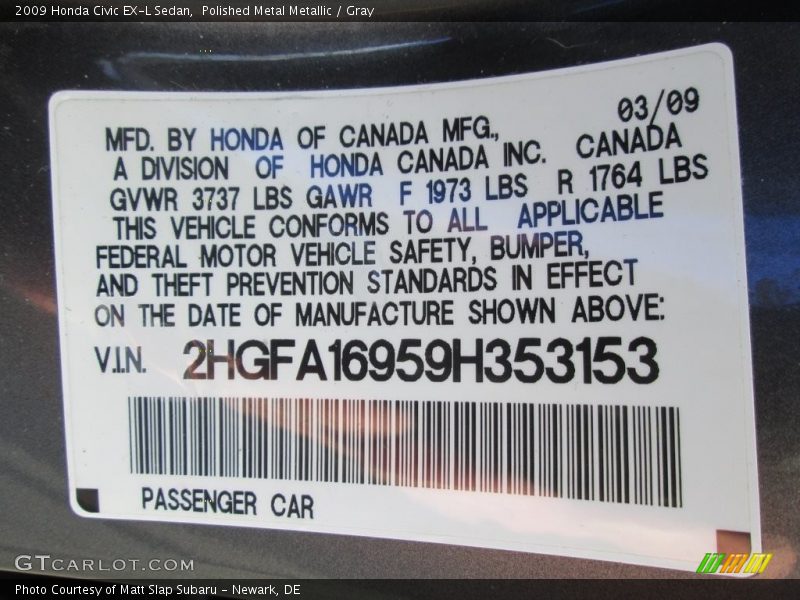 2009 Honda Civic EX-L Sedan, Polished Metal Metallic / Gray
03/09
MFD. BY HONDA OF CANADA MFG., CANADA
A DIVISION OF HONDA CANADA INC.
GVWR 3737 LBS GAWR F 1973 LBS R 1764 LBS
THIS VEHICLE CONFORMS TO ALL APPLICABLE
FEDERAL MOTOR VEHICLE SAFETY, BUMPER,
AND THEFT PREVENTION STANDARDS IN EFFECT
ON THE DATE OF MANUFACTURE SHOWN ABOVE:
V.I.N. 2HGFA16959H353153
PASSENGER CAR
GTCARLOT.COM
Photo Courtesy of Matt Slap Subaru - Newark, DE